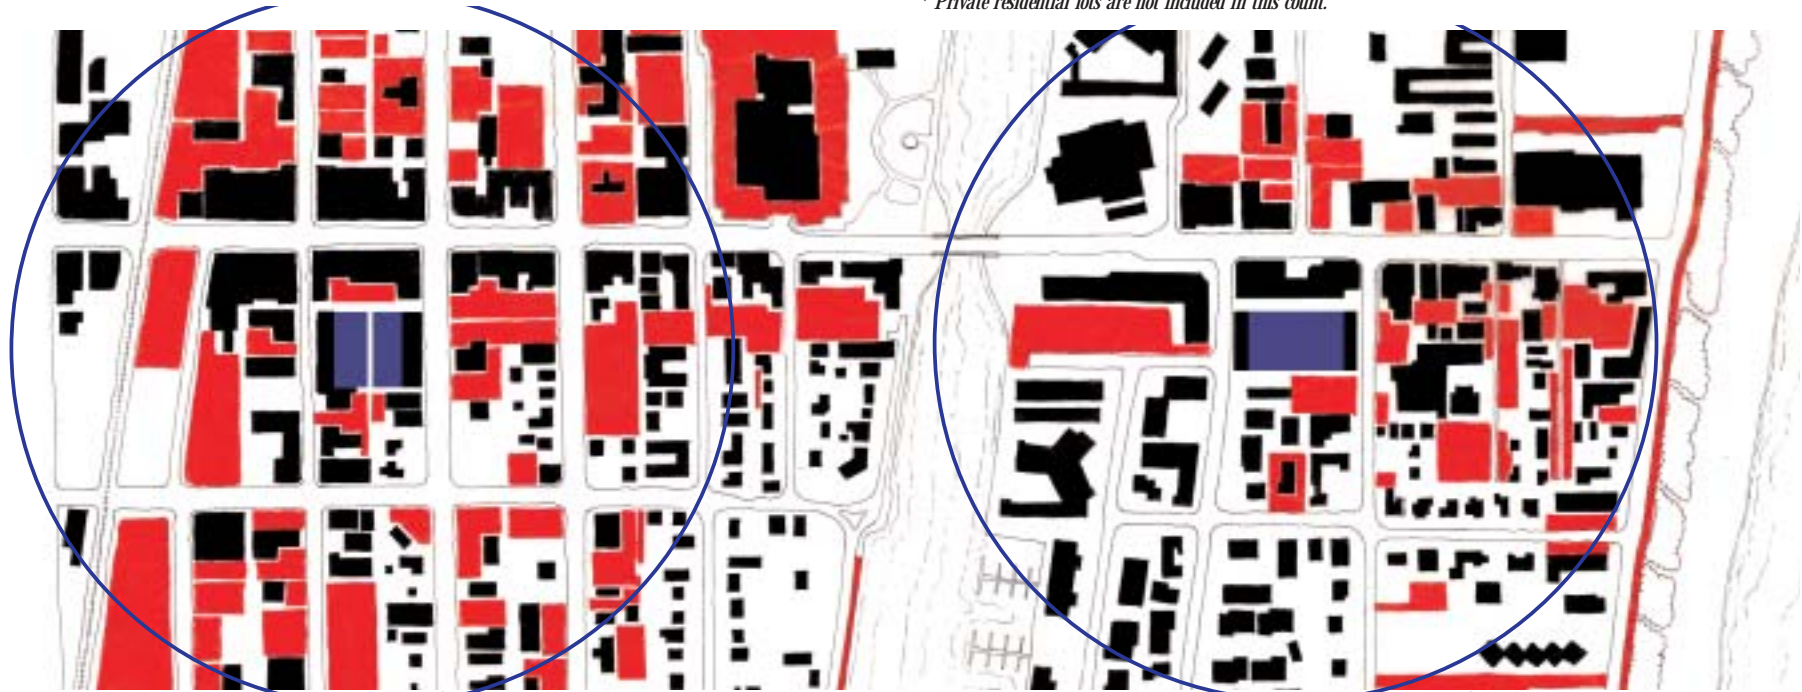 * Private residential lots are not included in this count.